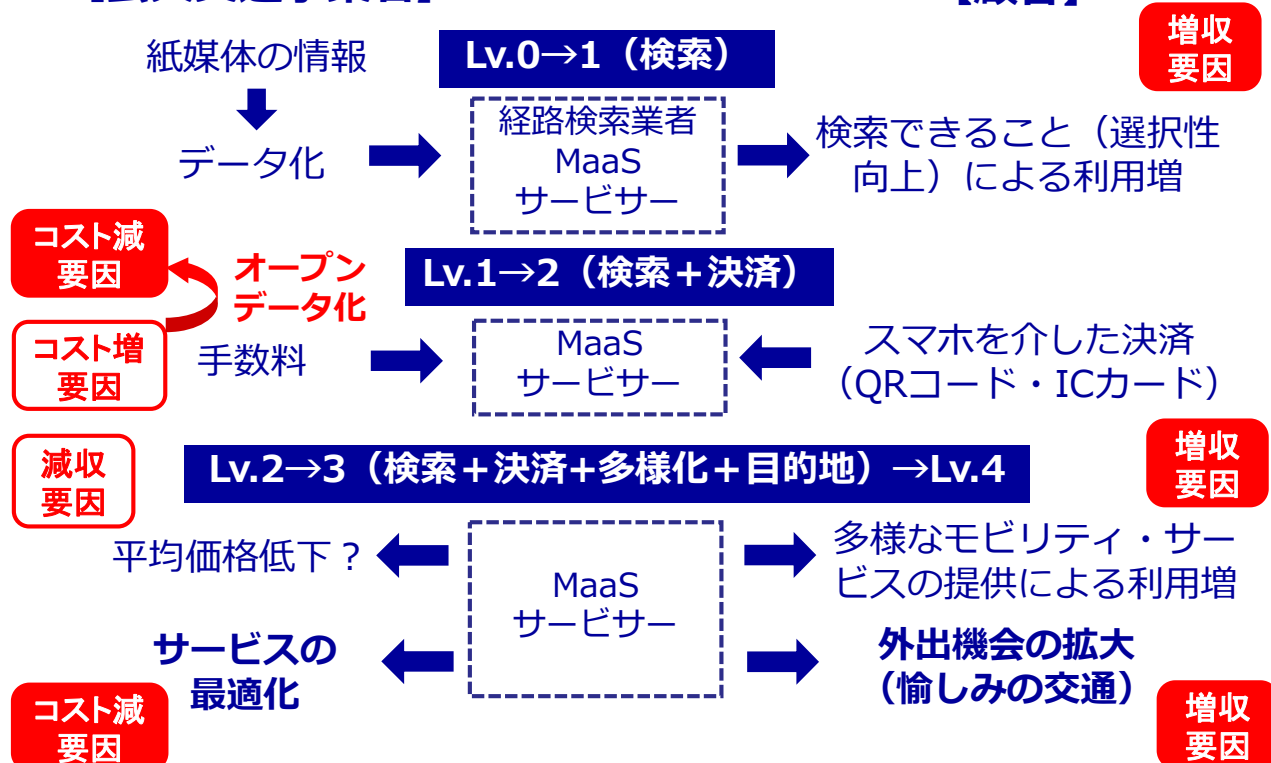 【公共交通事業者】
【顧客】
増収
要因
紙媒体の情報
Lv.0→1（検索）
データ化
経路検索業者
MaaS
サービサー
検索できること（選択性
向上）による利用増
コスト減
要因
オープン
データ化
Lv.1→2（検索＋決済）
コスト増
要因
手数料
MaaS
サービサー
スマホを介した決済
（QRコード・ICカード）
減収
要因
Lv.2→3（検索＋決済+多様化＋目的地）→Lv.4
増収
要因
平均価格低下？
MaaS
サービサー
多様なモビリティ・サー
ビスの提供による利用増
サービスの
最適化
外出機会の拡大
（愉しみの交通）
コスト減
要因
増収
要因